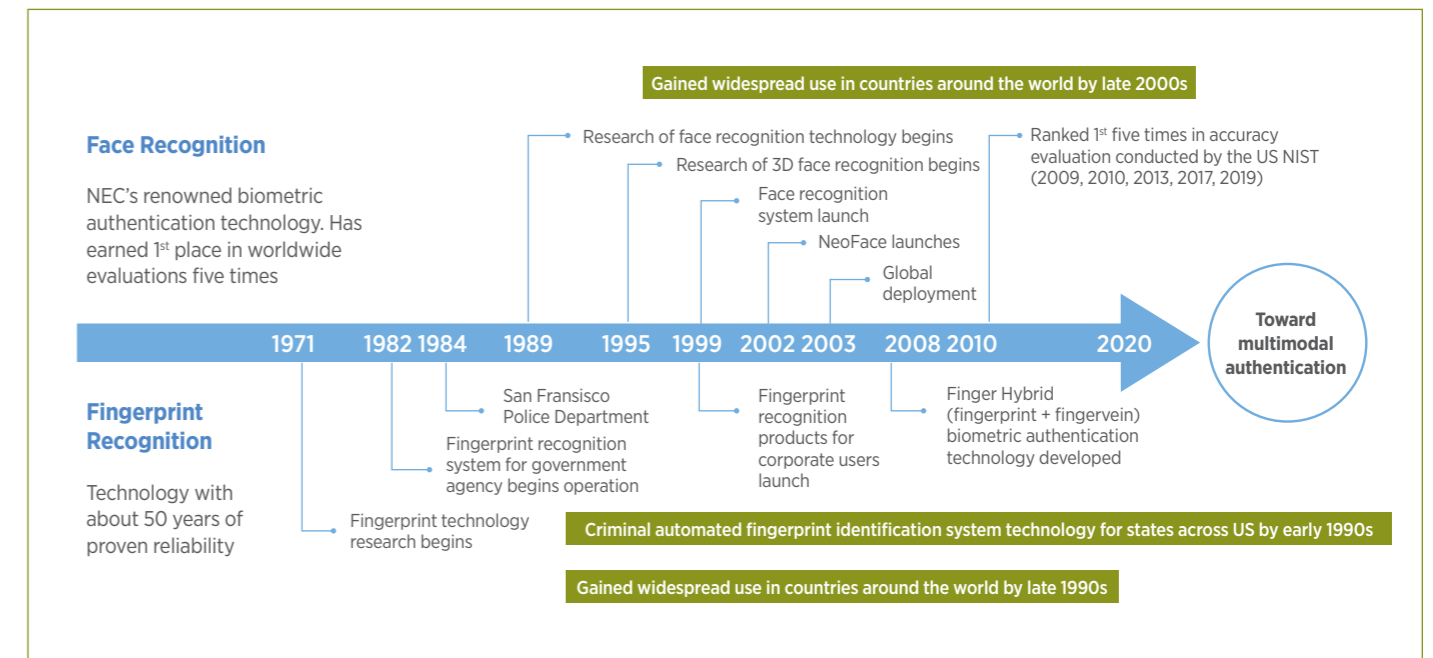 Gained widespread use in countries around the world by late 2000s
Face Recognition
NEC’s renowned biometric
authentication technology. Has
earned 1st place in worldwide
evaluations five times
Research of face recognition technology begins
Research of 3D face recognition begins
Face recognition
system launch
NeoFace launches
Global
deployment
Ranked 1st five times in accuracy
evaluation conducted by the US NIST
(2009, 2010, 2013, 2017, 2019)
1971 1982 1984 1989 1995 1999 2002 2003 2008 2010 2020
Toward
multimodal
authentication
Fingerprint
Recognition
Technology with
about 50 years of
proven reliability
San Fransisco
Police Department
Fingerprint recognition
system for government
agency begins operation
Fingerprint technology
research begins
Fingerprint
recognition
products for
corporate users
launch
Finger Hybrid
(fingerprint + fingervein)
biometric authentication
technology developed
Criminal automated fingerprint identification system technology for states across US by early 1990s
Gained widespread use in countries around the world by late 1990s